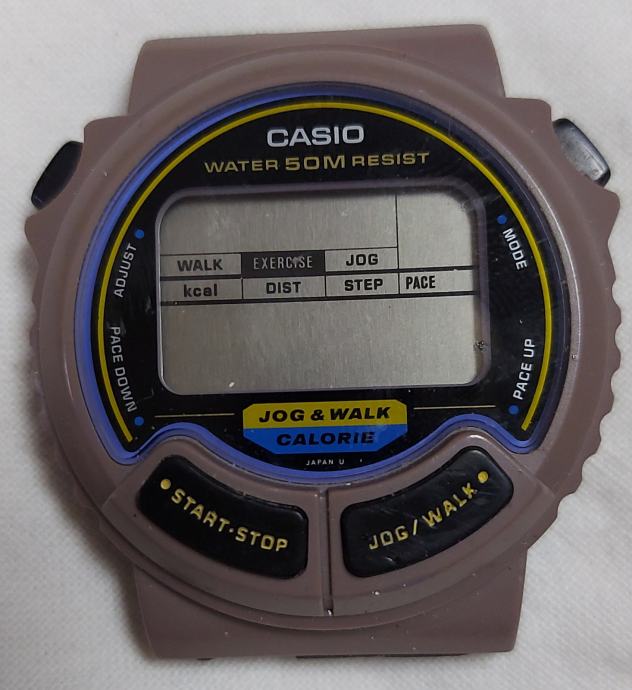 CASIO
WATER 50M RESIST
ADJUST
MODE
WALK EXERCISE JOG
kcal DIST STEP PACE
PACE DOWN
PACE UP
JOG & WALK
CALORIE
JAPAN U
START·STOP
JOG/WALK